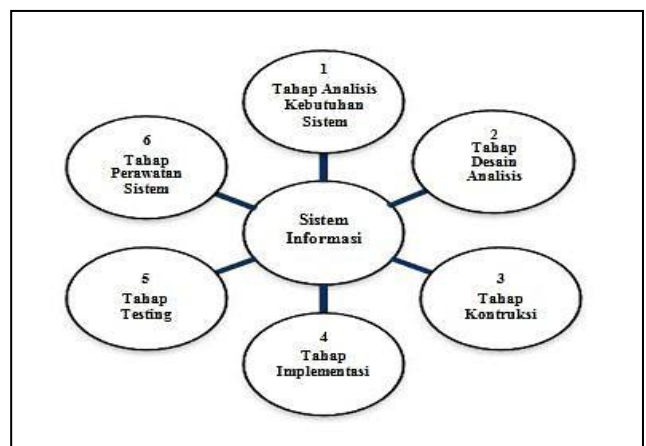 1
Tahap Analisis
Kebutuhan
Sistem
2
Tahap
Desain
Analisis
3
Tahap
Kontruksi
4
Tahap
Implementasi
5
Tahap
Testing
6
Tahap
Perawatan
Sistem
Sistem
Informasi